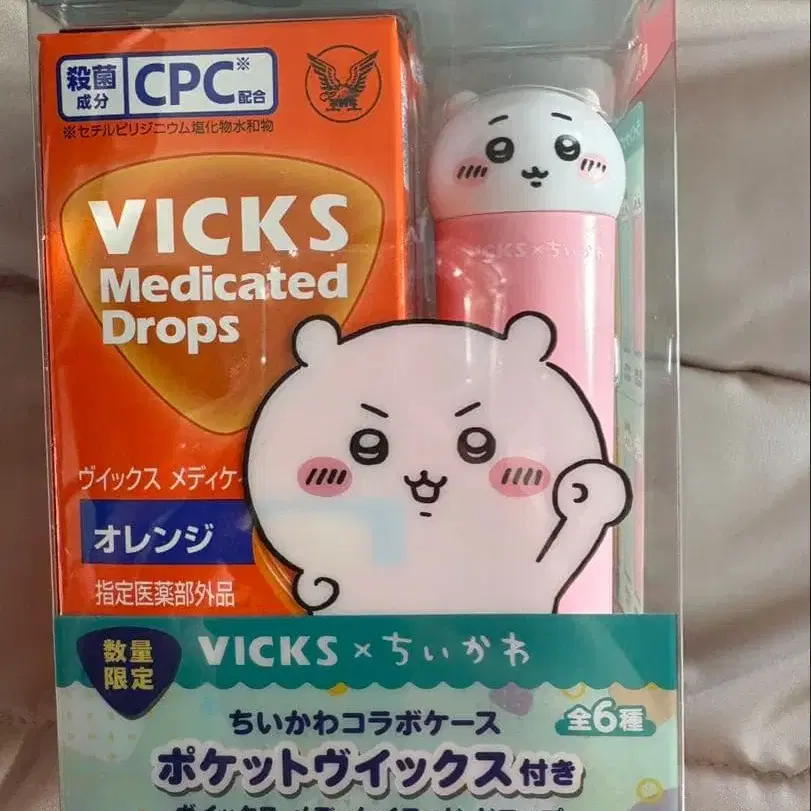 殺菌
成分
CPC※
配合
※セチルピリジニウム塩化物水和物
VICKS
Medicated
Drops
ヴイックス メディケ
オレンジ
指定医薬部外品
VICKS×ちいかわ
数量
限定
VICKS×ちいかわ
ちいかわコラボケース
全6種
ポケットヴイックス付き